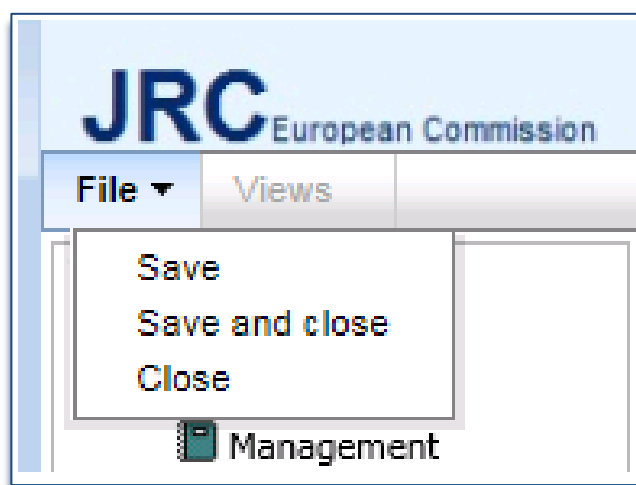 JRC European Commission
File Views
Save
Save and close
Close
Management